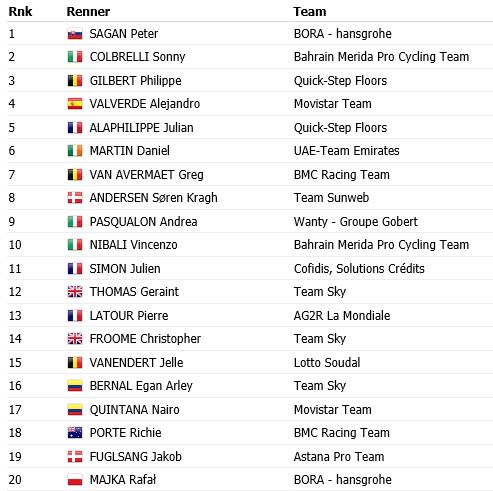 Rnk Renner Team
1 SAGAN Peter BORA - hansgrohe
2 COLBRELLI Sonny Bahrain Merida Pro Cycling Team
3 GILBERT Philippe Quick-Step Floors
4 VALVERDE Alejandro Movistar Team
5 ALAPHILIPPE Julian Quick-Step Floors
6 MARTIN Daniel UAE-Team Emirates
7 VAN AVERMAET Greg BMC Racing Team
8 ANDERSEN Søren Kragh Team Sunweb
9 PASQUALON Andrea Wanty - Groupe Gobert
10 NIBALI Vincenzo Bahrain Merida Pro Cycling Team
11 SIMON Julien Cofidis, Solutions Crédits
12 THOMAS Geraint Team Sky
13 LATOUR Pierre AG2R La Mondiale
14 FROOME Christopher Team Sky
15 VANENDERT Jelle Lotto Soudal
16 BERNAL Egan Arley Team Sky
17 QUINTANA Nairo Movistar Team
18 PORTE Richie BMC Racing Team
19 FUGLSANG Jakob Astana Pro Team
20 MAJKA Rafał BORA - hansgrohe